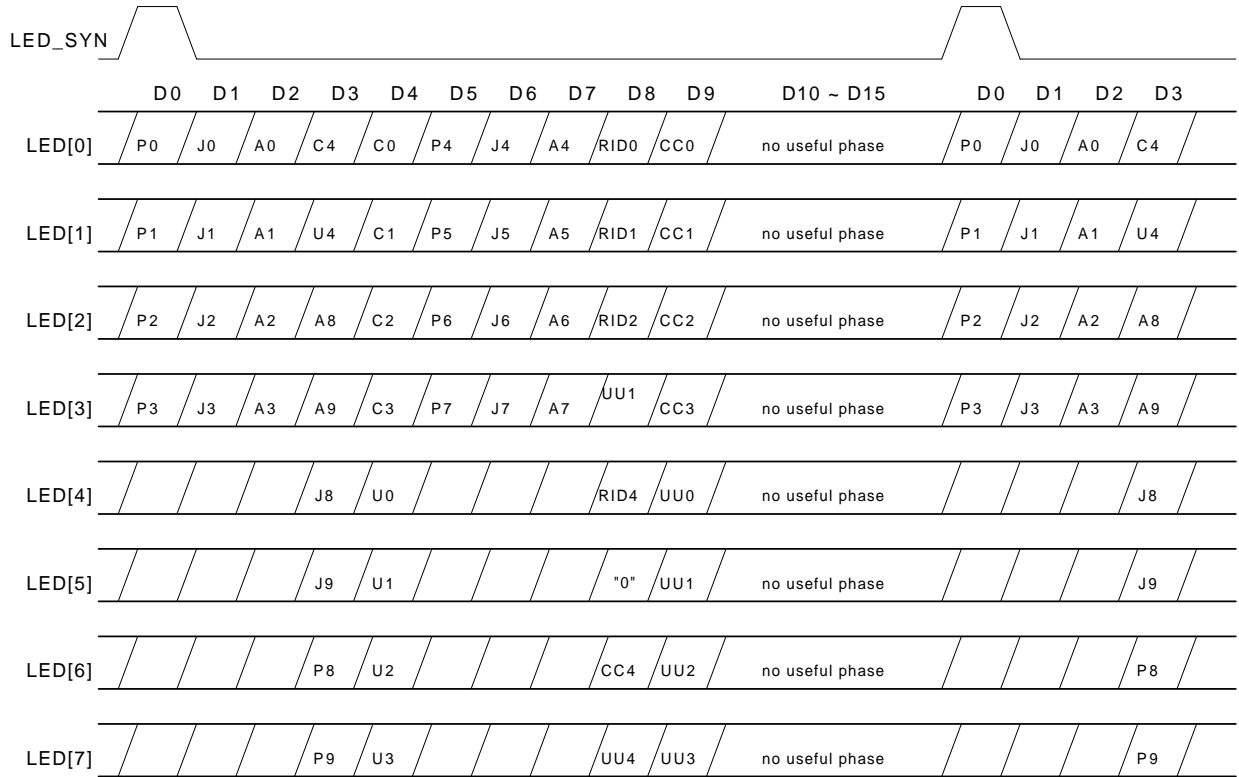 LED_SYN
D0 D1 D2 D3 D4 D5 D6 D7 D8 D9 D10 ~ D15 D0 D1 D2 D3
LED[0] P0 J0 A0 C4 C0 P4 J4 A4 RID0 CC0 no useful phase P0 J0 A0 C4
LED[1] P1 J1 A1 U4 C1 P5 J5 A5 RID1 CC1 no useful phase P1 J1 A1 U4
LED[2] P2 J2 A2 A8 C2 P6 J6 A6 RID2 CC2 no useful phase P2 J2 A2 A8
LED[3] P3 J3 A3 A9 C3 P7 J7 A7 UU1 CC3 no useful phase P3 J3 A3 A9
LED[4] J8 U0 RID4 UU0 no useful phase J8
LED[5] J9 U1 "0" UU1 no useful phase J9
LED[6] P8 U2 CC4 UU2 no useful phase P8
LED[7] P9 U3 UU4 UU3 no useful phase P9